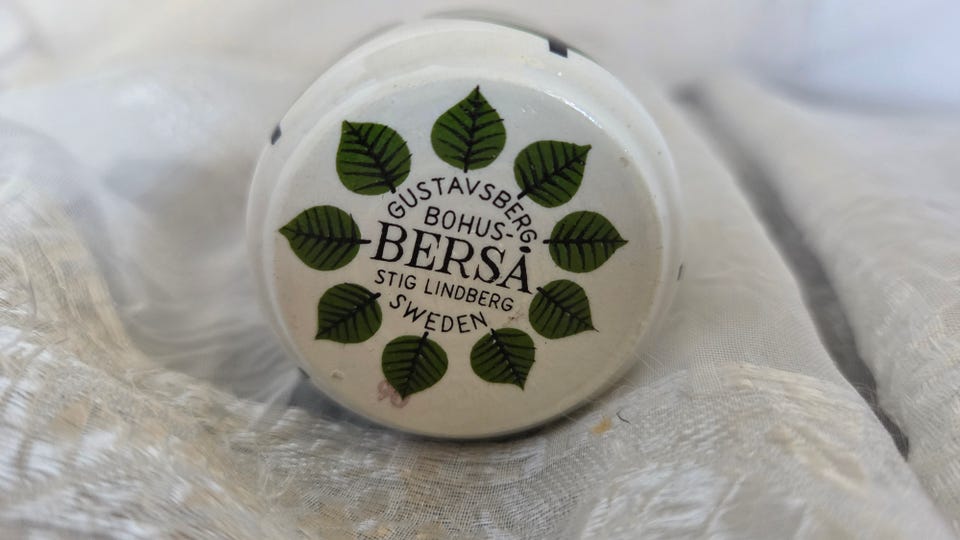 GUSTAVSBERG
BOHUS-
BERSÅ
STIG LINDBERG
SWEDEN